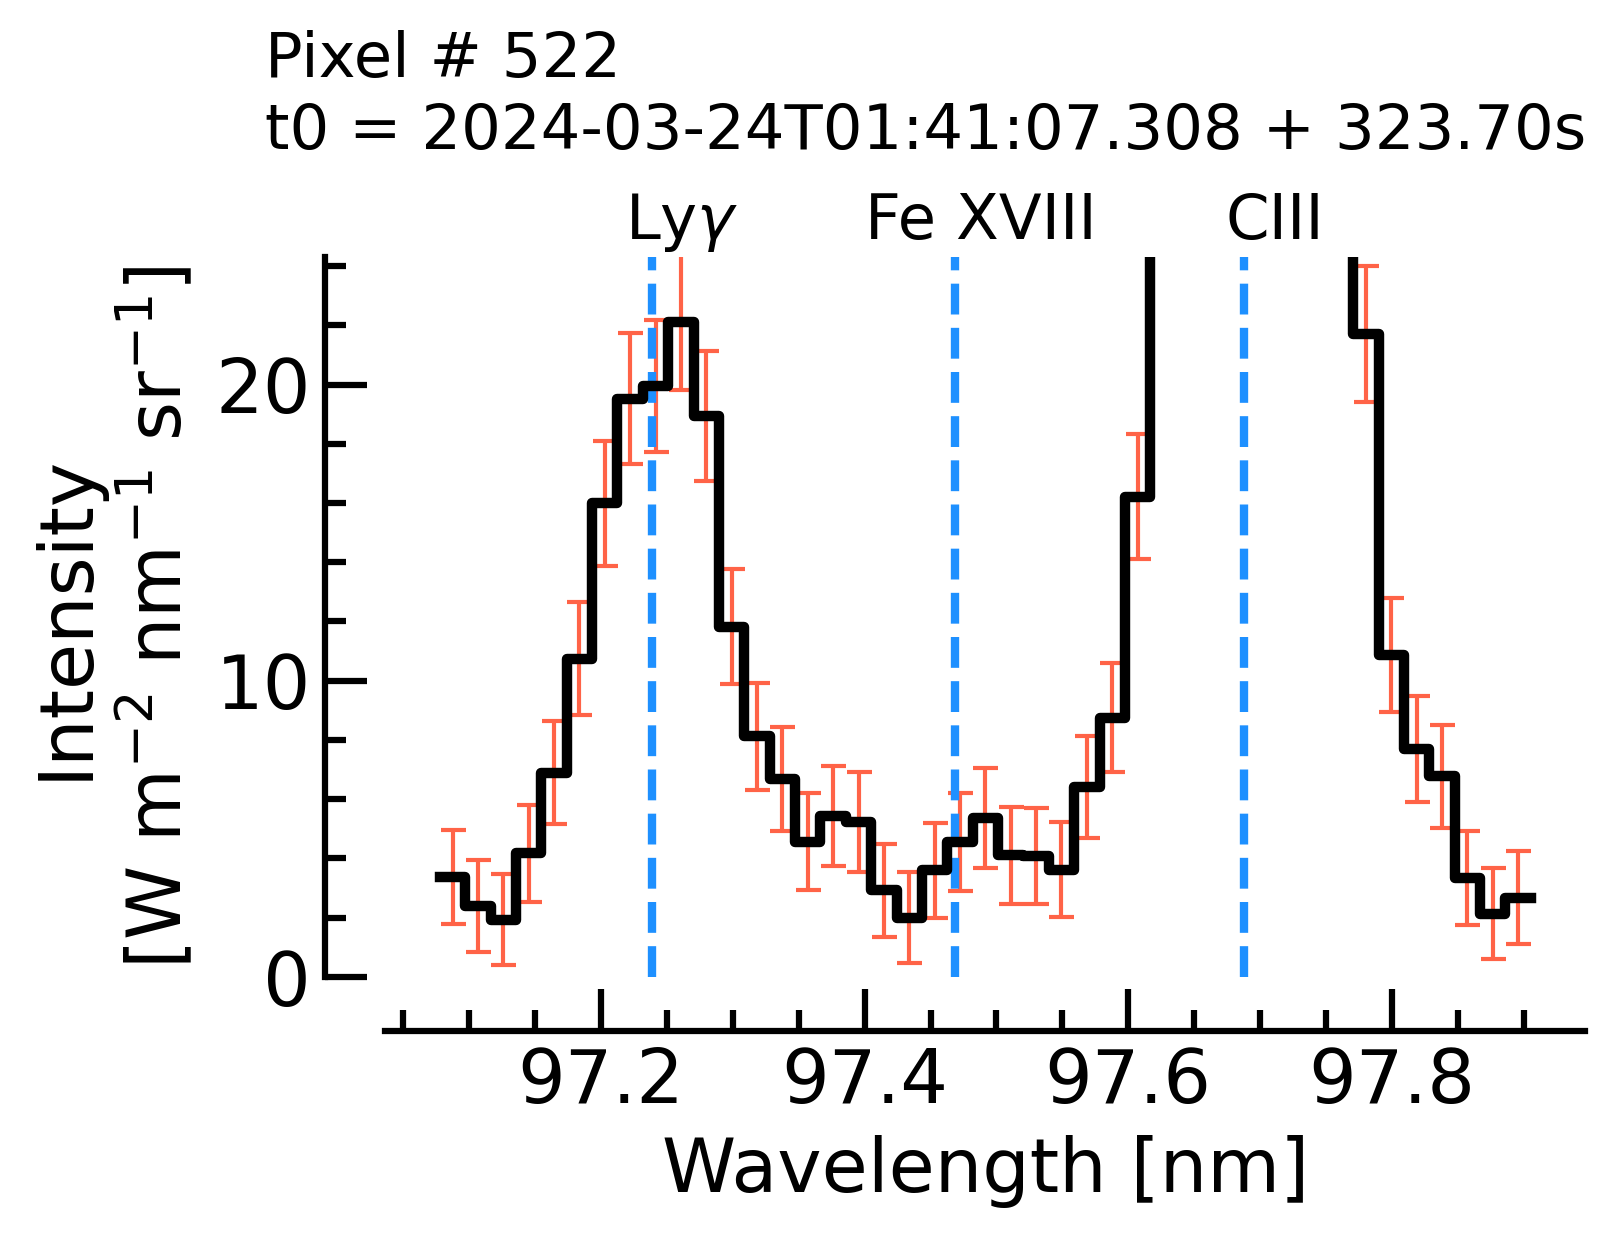 Pixel # 522
t0 = 2024-03-24T01:41:07.308 + 323.70s
Lyγ Fe XVIII CIII
Intensity
[W m⁻² nm⁻¹ sr⁻¹]
20
10
0
97.2 97.4 97.6 97.8
Wavelength [nm]